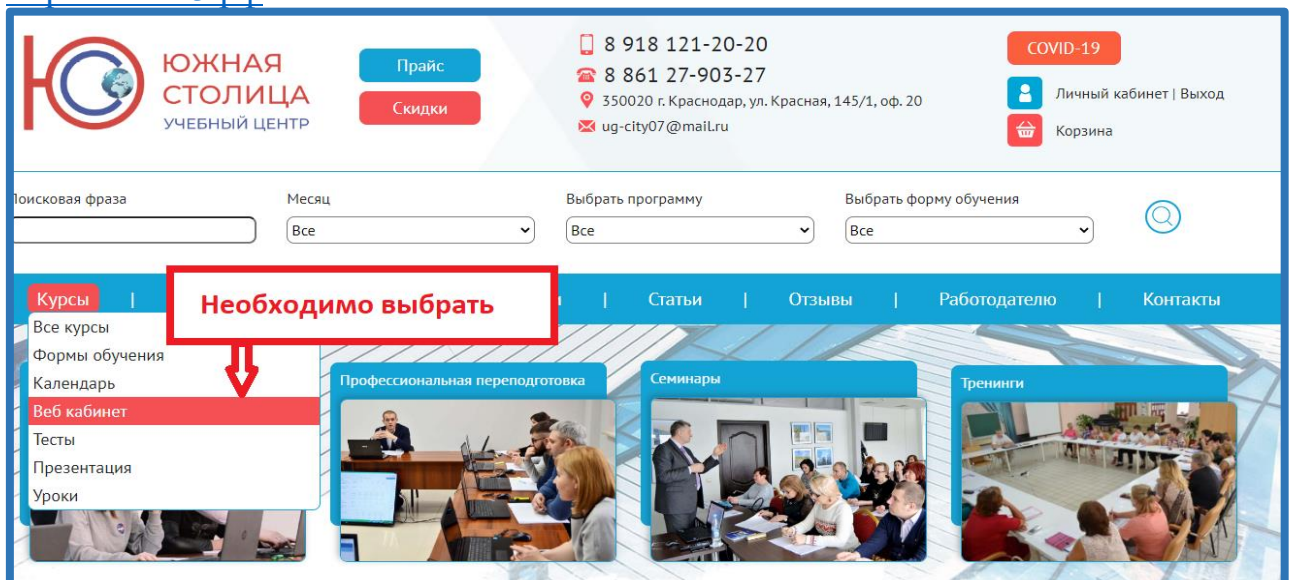 ЮЖНАЯ
СТОЛИЦА
УЧЕБНЫЙ ЦЕНТР
Прайс
Скидки
8 918 121-20-20
8 861 27-903-27
350020 г. Краснодар, ул. Красная, 145/1, оф. 20
ug-city07@mail.ru
COVID-19
Личный кабинет | Выход
Корзина
Поисковая фраза
Месяц
Выбрать программу
Выбрать форму обучения
Все
Все
Все
Курсы | | Статьи | Отзывы | Работодателю | Контакты
Необходимо выбрать
Все курсы
Формы обучения
Календарь
Веб кабинет
Тесты
Презентация
Уроки
Профессиональная переподготовка
Семинары
Тренинги